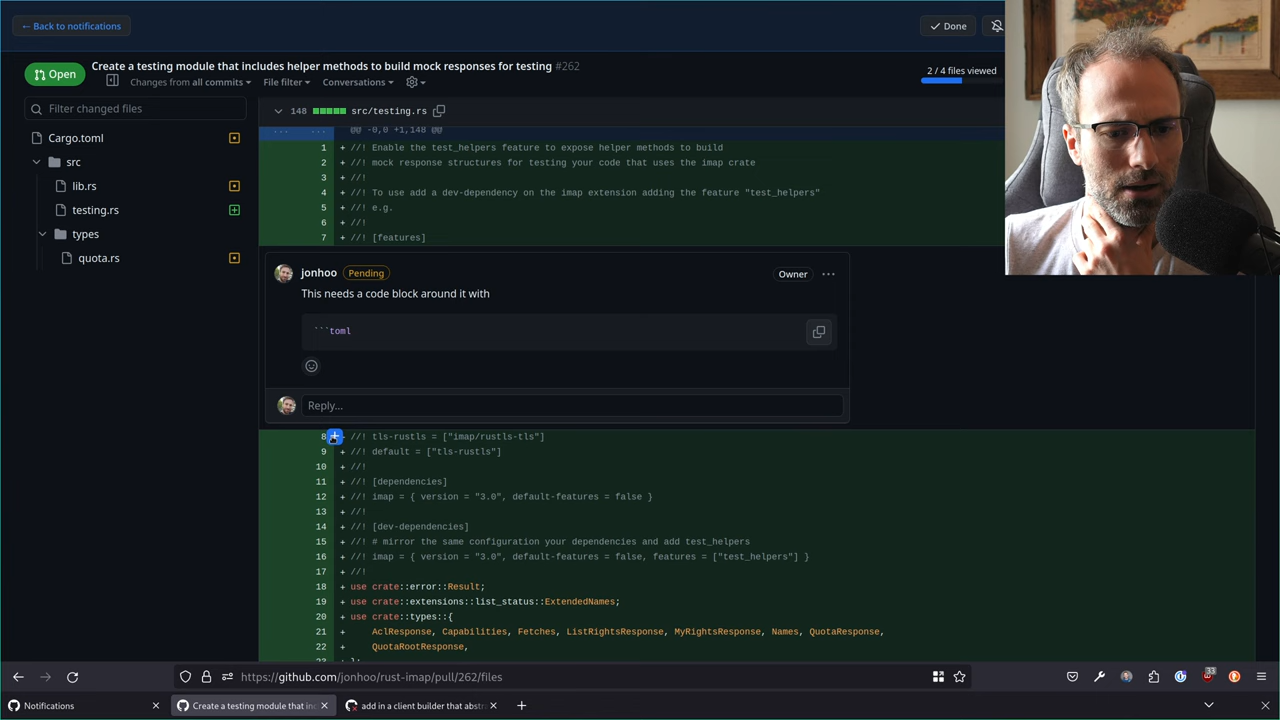 ← Back to notifications
Done
Open
Create a testing module that includes helper methods to build mock responses for testing #262
Changes from all commits
File filter
Conversations
2 / 4 files viewed
Filter changed files
Cargo.toml
src
lib.rs
testing.rs
types
quota.rs
148 src/testing.rs
... ... @@ -0,0 +1,148 @@
1 + //! Enable the test_helpers feature to expose helper methods to build
2 + //! mock response structures for testing your code that uses the imap crate
3 + //!
4 + //! To use add a dev-dependency on the imap extension adding the feature "test_helpers"
5 + //! e.g.
6 + //!
7 + //! [features]
jonhoo Pending Owner
This needs a code block around it with
```toml
Reply...
8 + //! tls-rustls = ["imap/rustls-tls"]
9 + //! default = ["tls-rustls"]
10 + //!
11 + //! [dependencies]
12 + //! imap = { version = "3.0", default-features = false }
13 + //!
14 + //! [dev-dependencies]
15 + //! # mirror the same configuration your dependencies and add test_helpers
16 + //! imap = { version = "3.0", default-features = false, features = ["test_helpers"] }
17 + //!
18 + use crate::error::Result;
19 + use crate::extensions::list_status::ExtendedNames;
20 + use crate::types::{
21 + AclResponse, Capabilities, Fetches, ListRightsResponse, MyRightsResponse, Names, QuotaResponse,
22 + QuotaRootResponse,
23 + };
https://github.com/jonhoo/rust-imap/pull/262/files
33
Notifications
Create a testing module that inc
add in a client builder that abstra